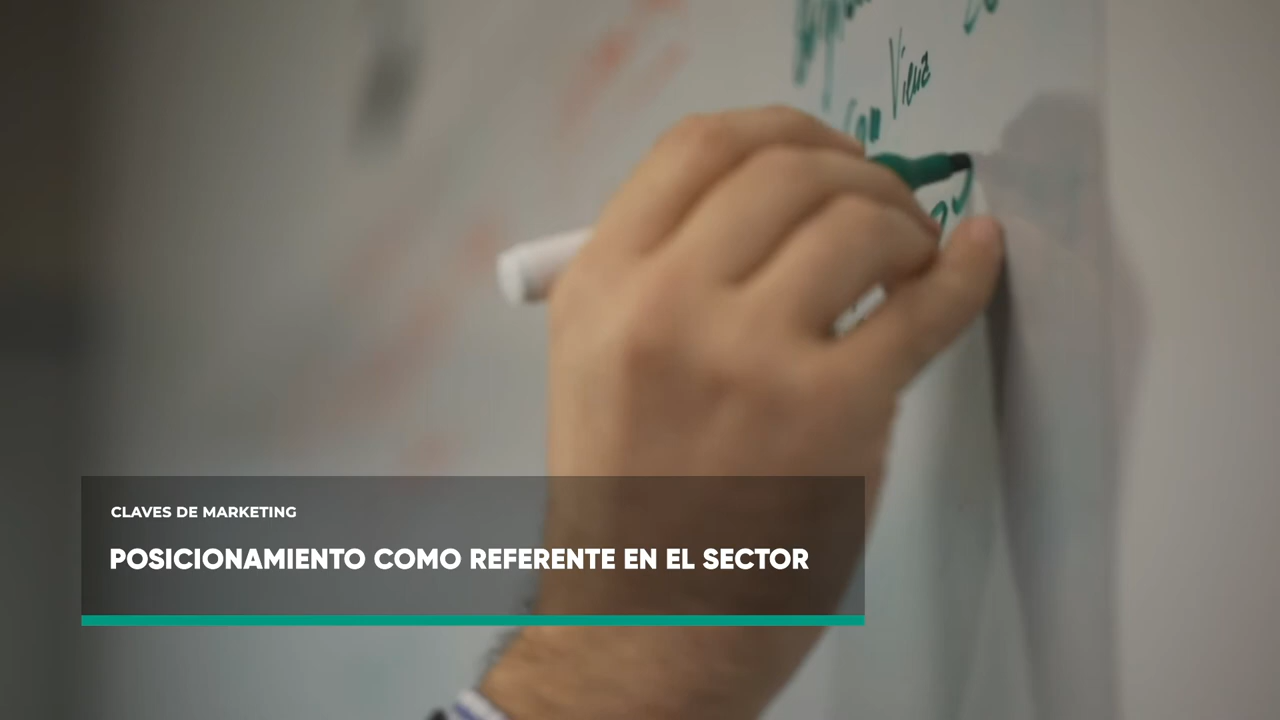 CLAVES DE MARKETING
POSICIONAMIENTO COMO REFERENTE EN EL SECTOR